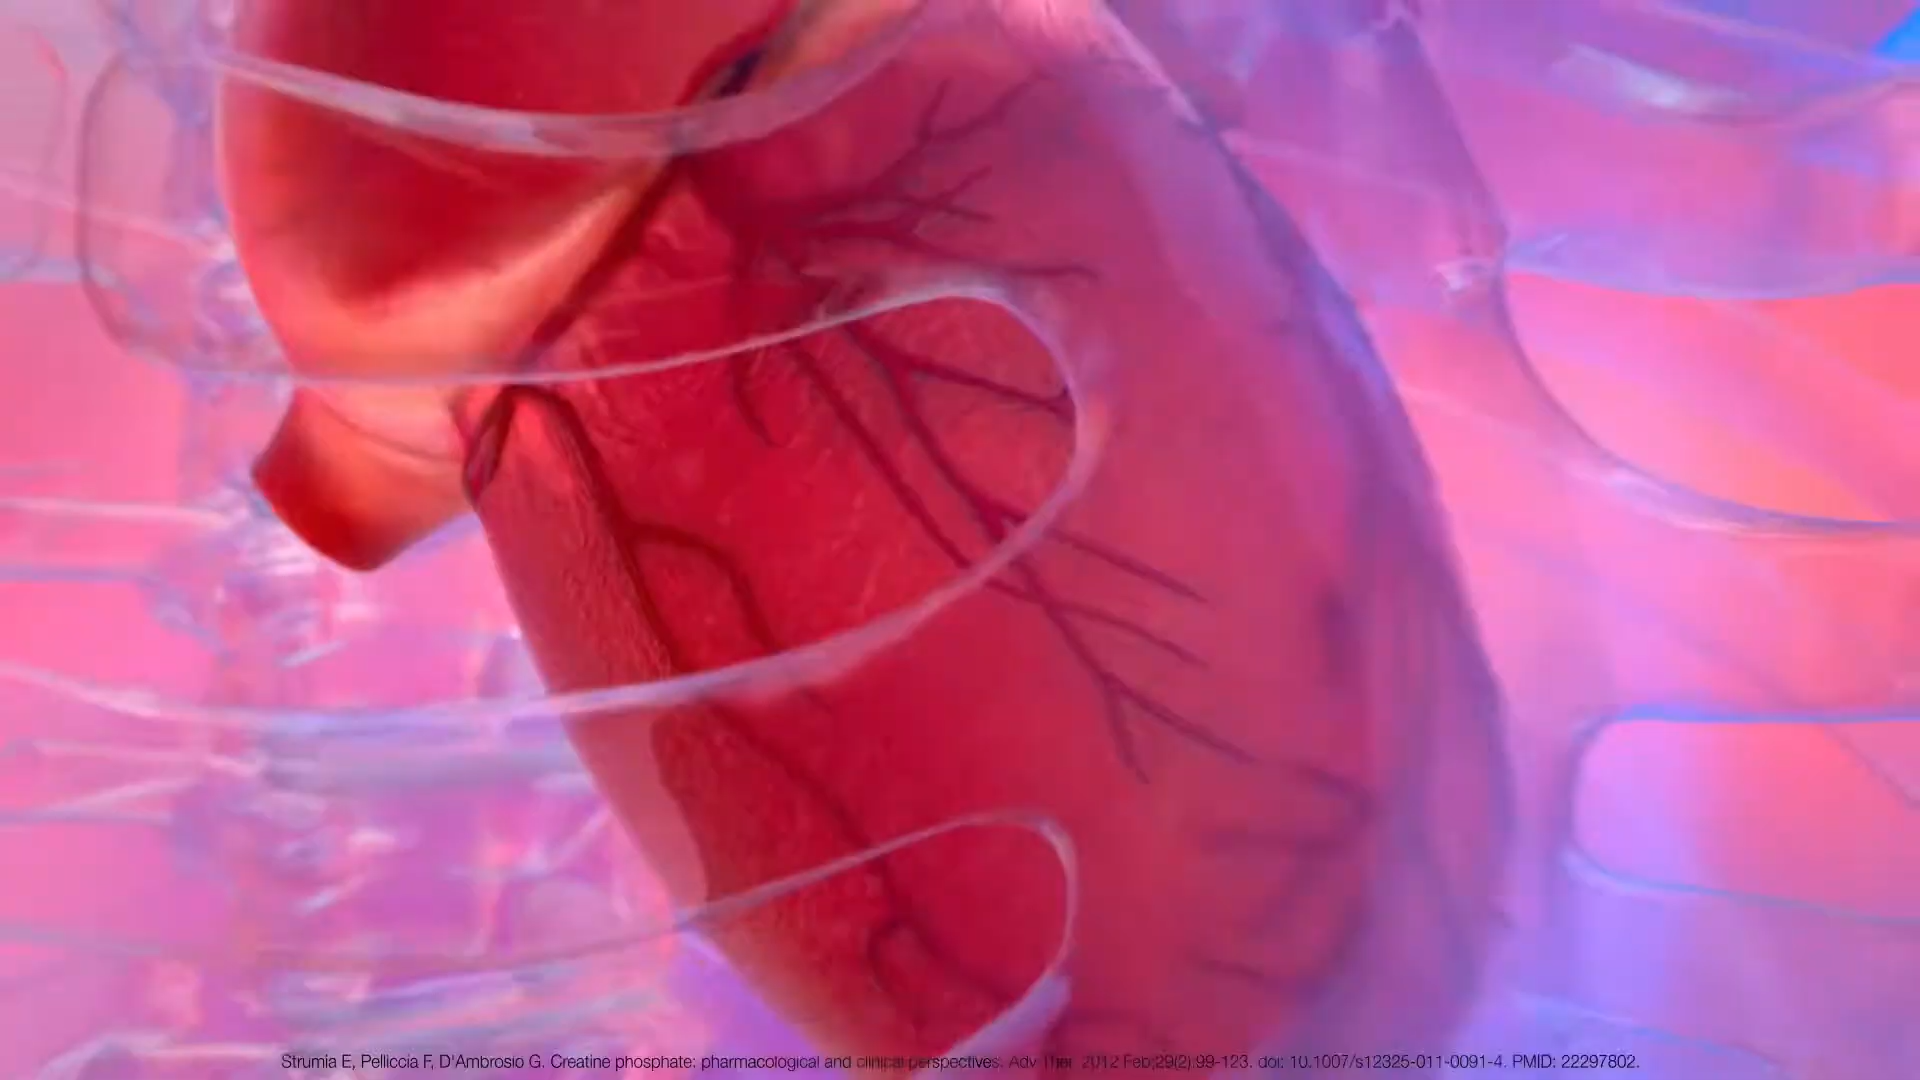 Strumia E, Pelliccia F, D'Ambrosio G. Creatine phosphate: pharmacological and clinical perspectives. Adv Ther. 2012 Feb;29(2):99-123. doi: 10.1007/s12325-011-0091-4. PMID: 22297802.